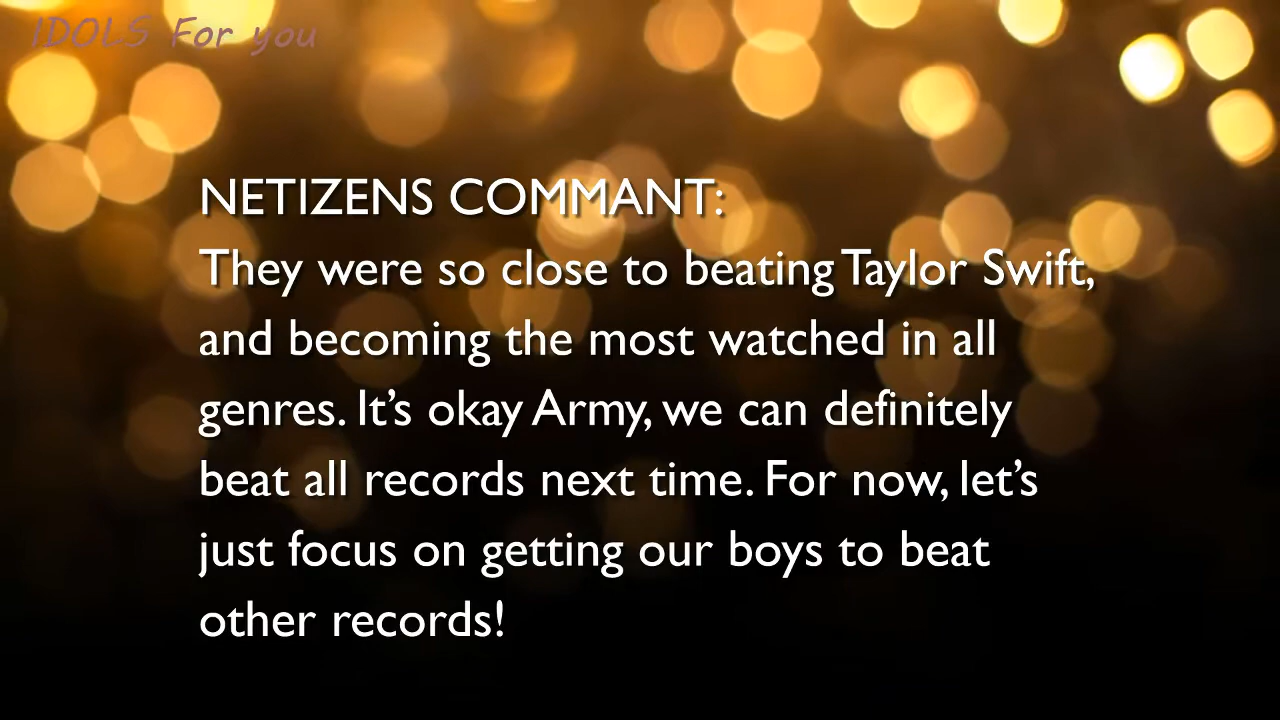 IDOLS For you
NETIZENS COMMANT:
They were so close to beating Taylor Swift,
and becoming the most watched in all
genres. It’s okay Army, we can definitely
beat all records next time. For now, let’s
just focus on getting our boys to beat
other records!